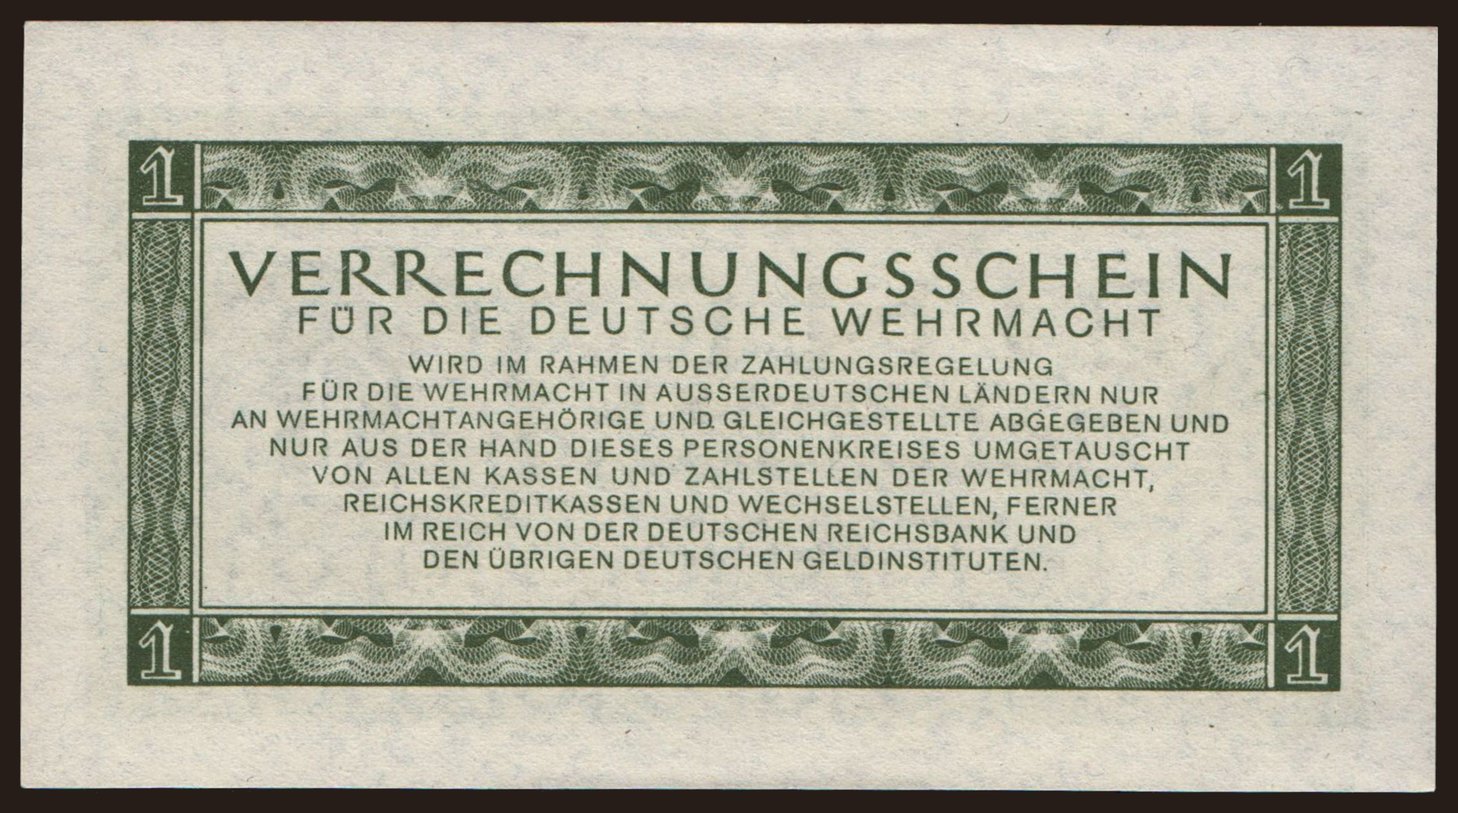 1 1
VERRECHNUNGSSCHEIN
FÜR DIE DEUTSCHE WEHRMACHT
WIRD IM RAHMEN DER ZAHLUNGSREGELUNG
FÜR DIE WEHRMACHT IN AUSSERDEUTSCHEN LÄNDERN NUR
AN WEHRMACHTANGEHÖRIGE UND GLEICHGESTELLTE ABGEGEBEN UND
NUR AUS DER HAND DIESES PERSONENKREISES UMGETAUSCHT
VON ALLEN KASSEN UND ZAHLSTELLEN DER WEHRMACHT,
REICHSKREDITKASSEN UND WECHSELSTELLEN, FERNER
IM REICH VON DER DEUTSCHEN REICHSBANK UND
DEN ÜBRIGEN DEUTSCHEN GELDINSTITUTEN.
1 1